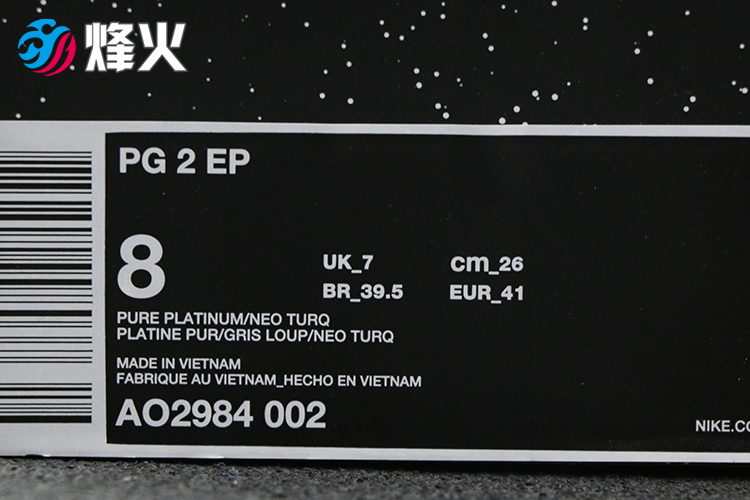 烽火
PG 2 EP
8
UK_7 cm_26
BR_39.5 EUR_41
PURE PLATINUM/NEO TURQ
PLATINE PUR/GRIS LOUP/NEO TURQ
MADE IN VIETNAM
FABRIQUE AU VIETNAM_HECHO EN VIETNAM
AO2984 002
NIKE.CO